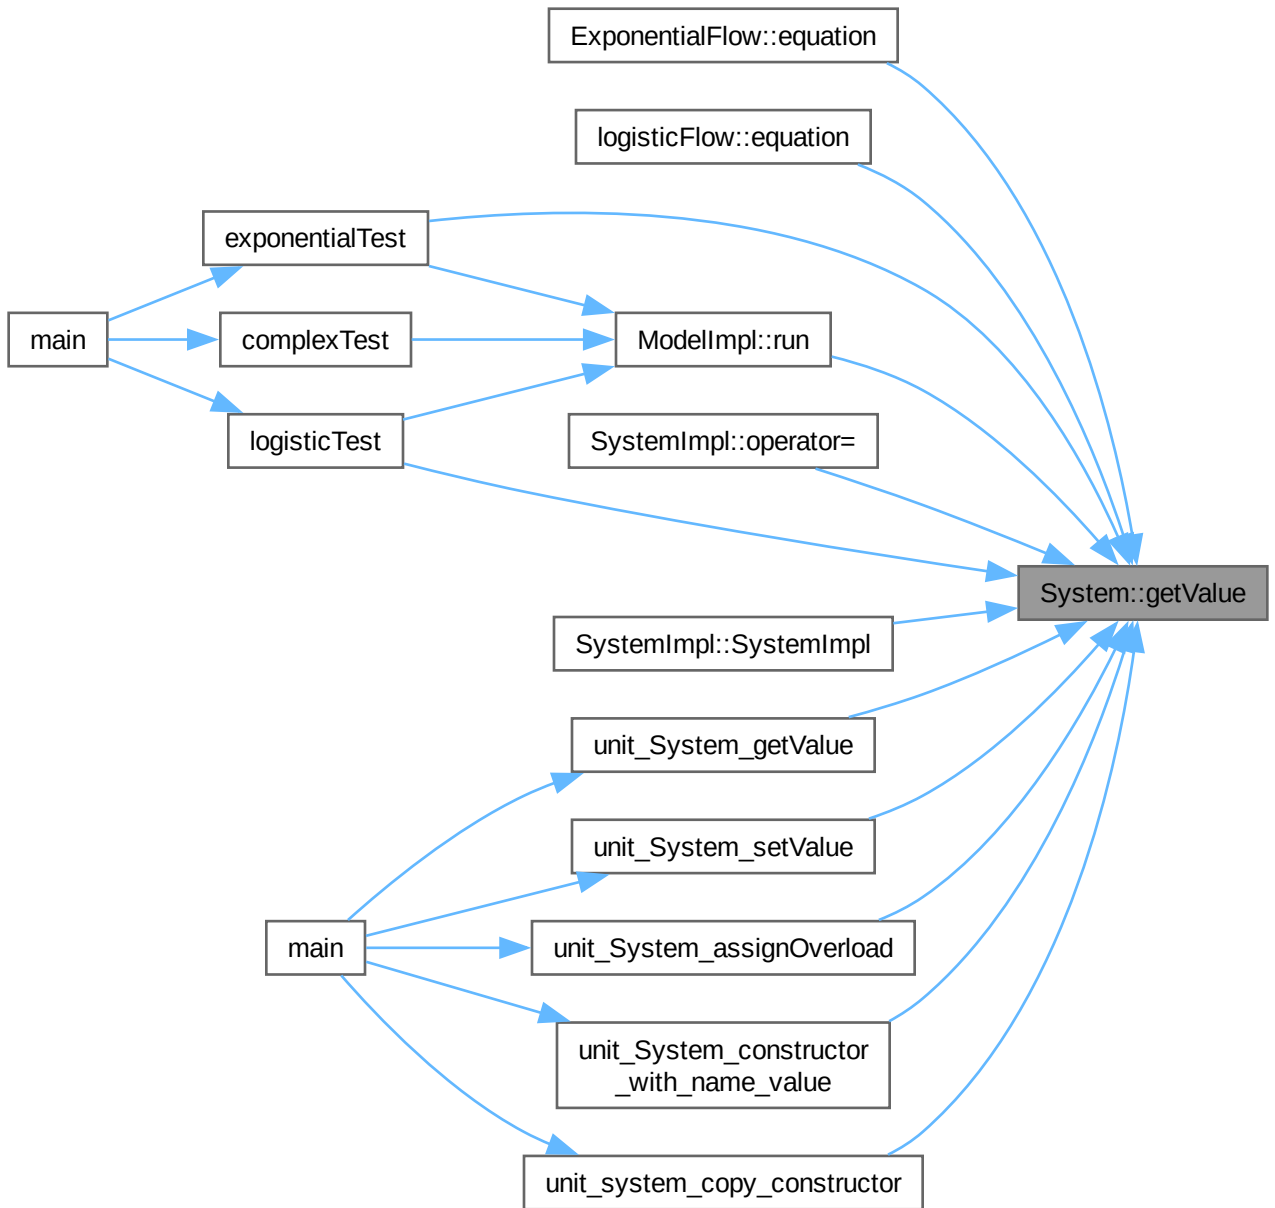 ExponentialFlow::equation
logisticFlow::equation
exponentialTest
main
complexTest
ModelImpl::run
logisticTest
SystemImpl::operator=
System::getValue
SystemImpl::SystemImpl
unit_System_getValue
unit_System_setValue
main
unit_System_assignOverload
unit_System_constructor
_with_name_value
unit_system_copy_constructor